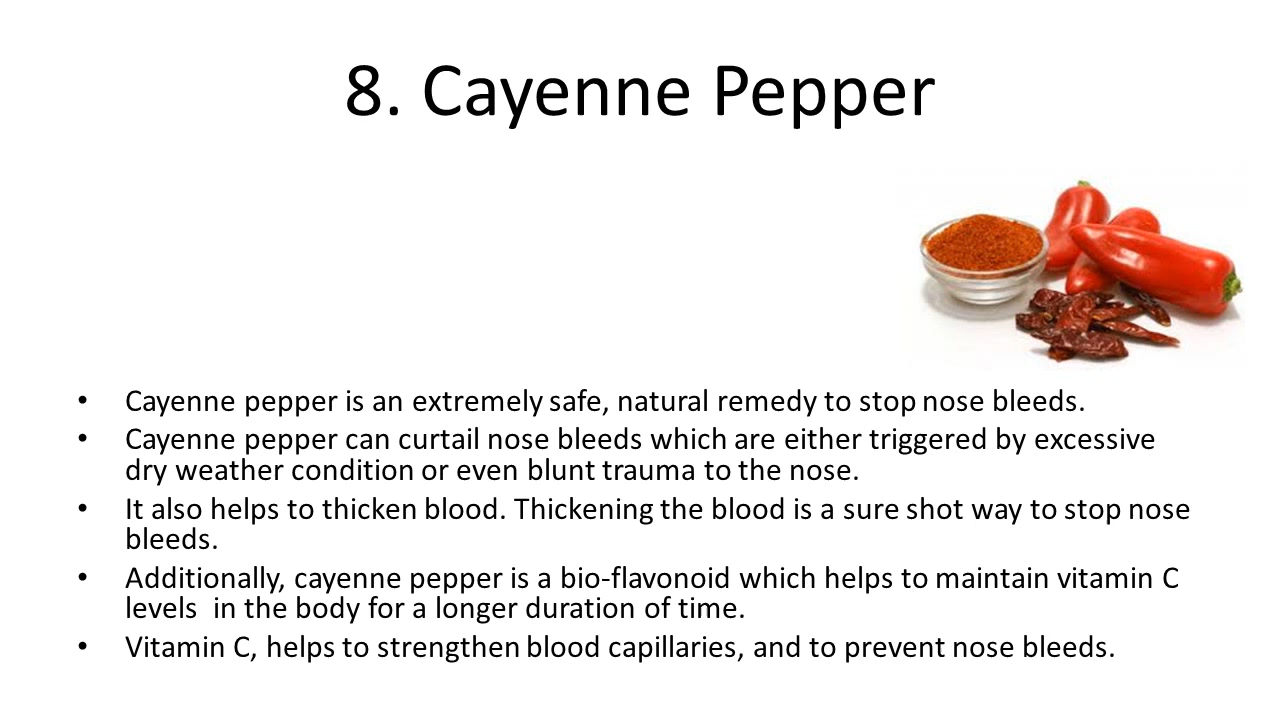 8. Cayenne Pepper
• Cayenne pepper is an extremely safe, natural remedy to stop nose bleeds.
• Cayenne pepper can curtail nose bleeds which are either triggered by excessive
dry weather condition or even blunt trauma to the nose.
• It also helps to thicken blood. Thickening the blood is a sure shot way to stop nose
bleeds.
• Additionally, cayenne pepper is a bio-flavonoid which helps to maintain vitamin C
levels  in the body for a longer duration of time.
• Vitamin C, helps to strengthen blood capillaries, and to prevent nose bleeds.